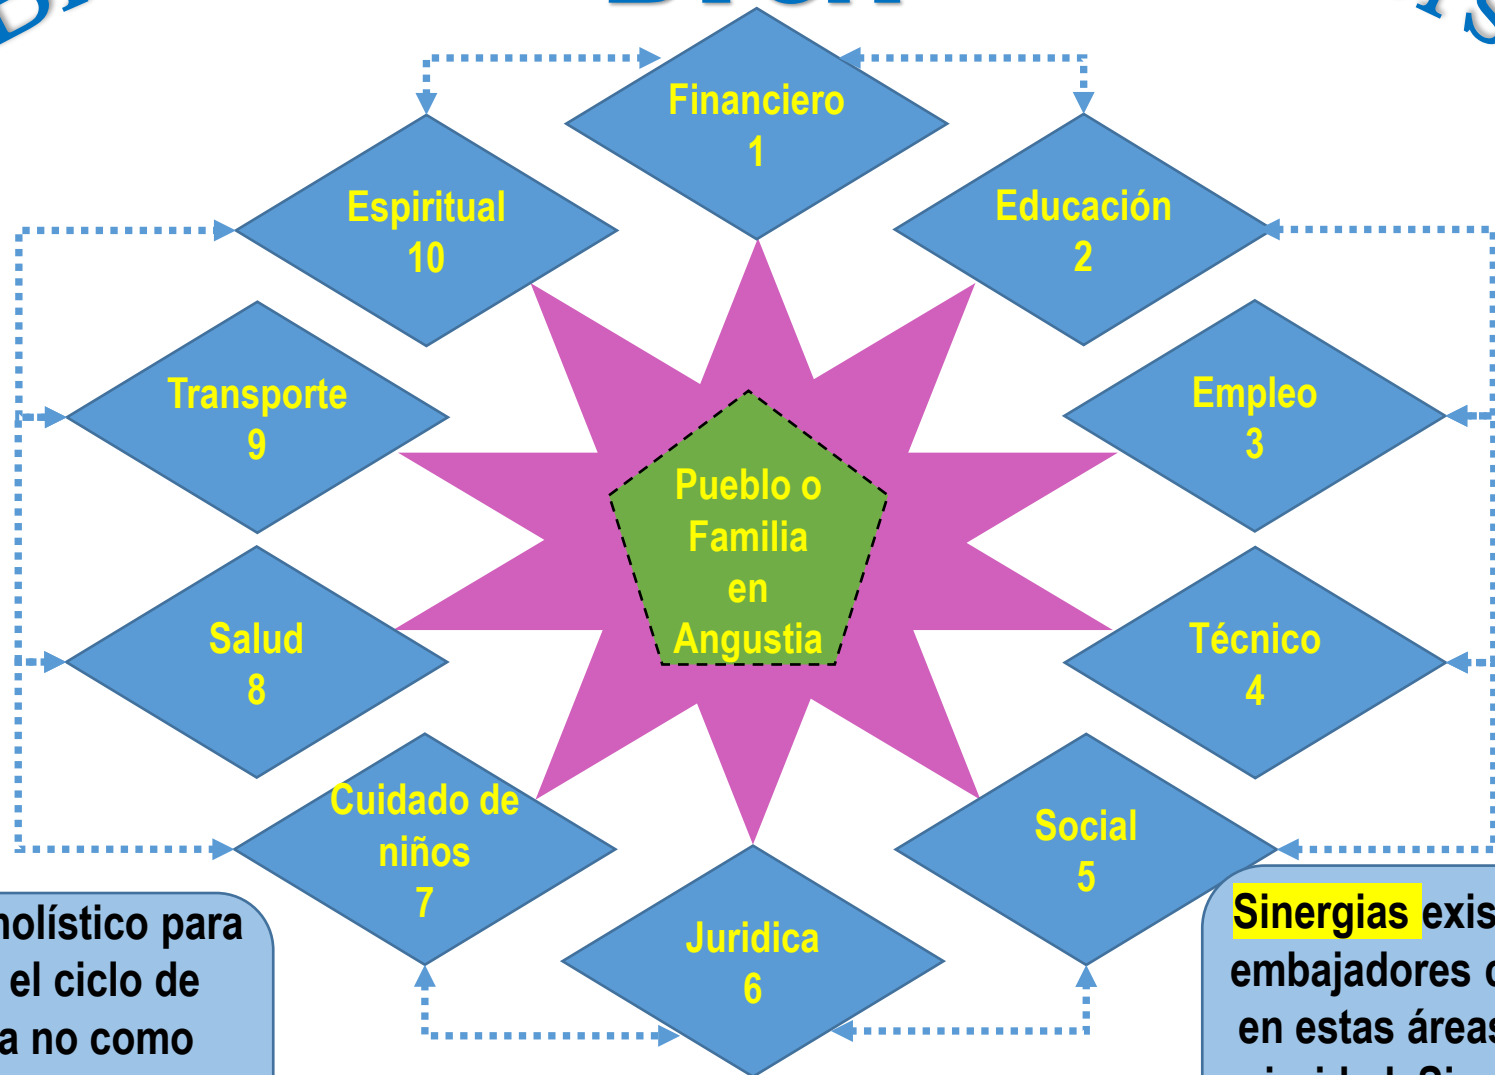 Financiero
1
Espiritual
10
Educación
2
Transporte
9
Empleo
3
Pueblo o
Familia
en
Angustia
Salud
8
Técnico
4
Cuidado de
niños
7
Social
5
Juridica
6
holístico para
el ciclo de
a no como
Sinergias exis
embajadores
en estas áreas